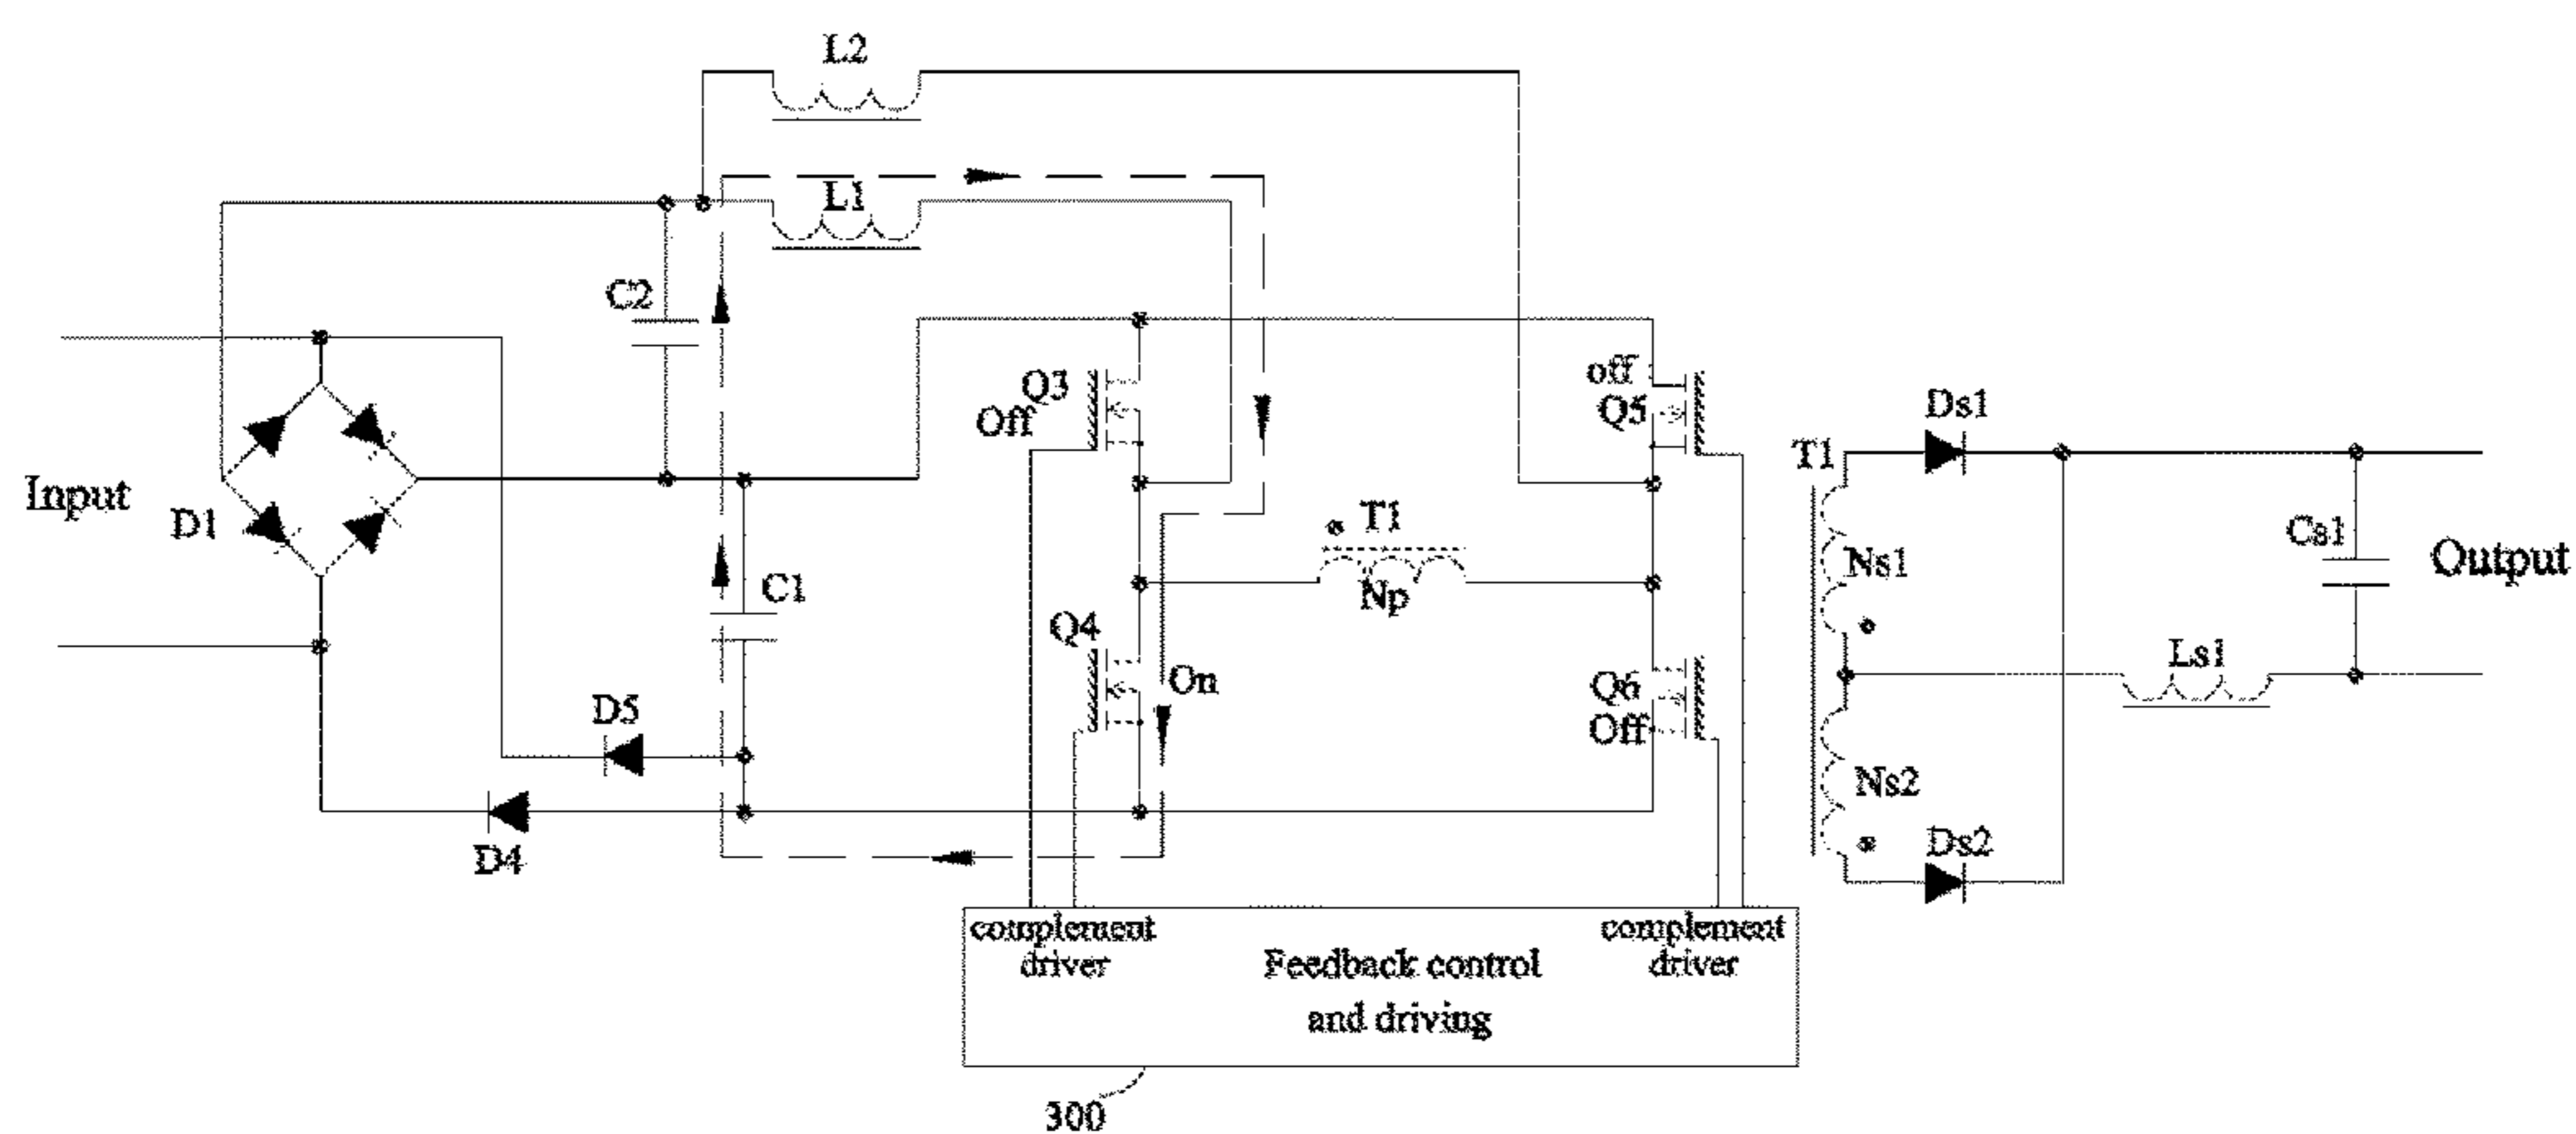 L2
L1
C2
Q3
Off
off
Q5
Ds1
T1
Input
D1
T1
Np
Ns1
Cs1
Output
C1
Q4
On
Q6
Off
Ls1
D5
Ns2
D4
Ds2
complement
driver
Feedback control
and driving
complement
driver
300